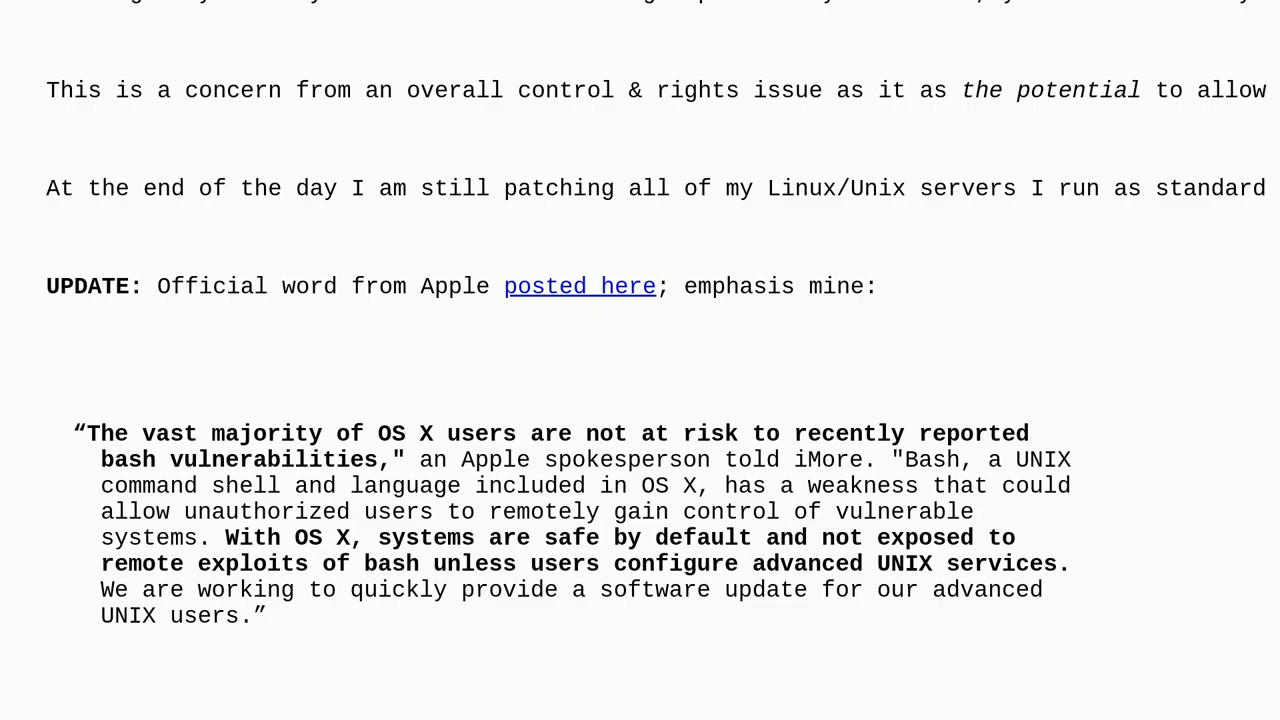 This is a concern from an overall control & rights issue as it as the potential to allow
At the end of the day I am still patching all of my Linux/Unix servers I run as standard
UPDATE: Official word from Apple posted here; emphasis mine:
“The vast majority of OS X users are not at risk to recently reported
bash vulnerabilities," an Apple spokesperson told iMore. "Bash, a UNIX
command shell and language included in OS X, has a weakness that could
allow unauthorized users to remotely gain control of vulnerable
systems. With OS X, systems are safe by default and not exposed to
remote exploits of bash unless users configure advanced UNIX services.
We are working to quickly provide a software update for our advanced
UNIX users.”